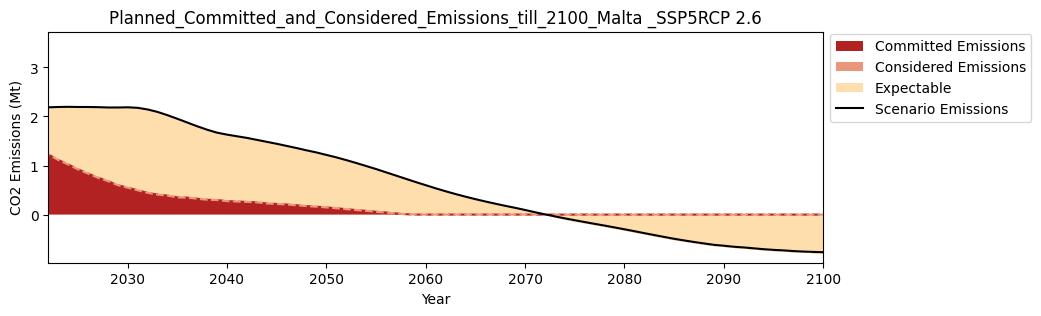 Planned_Committed_and_Considered_Emissions_till_2100_Malta _SSP5RCP 2.6
CO2 Emissions (Mt)
3
2
1
0
2030 2040 2050 2060 2070 2080 2090 2100
Year
Committed Emissions
Considered Emissions
Expectable
Scenario Emissions